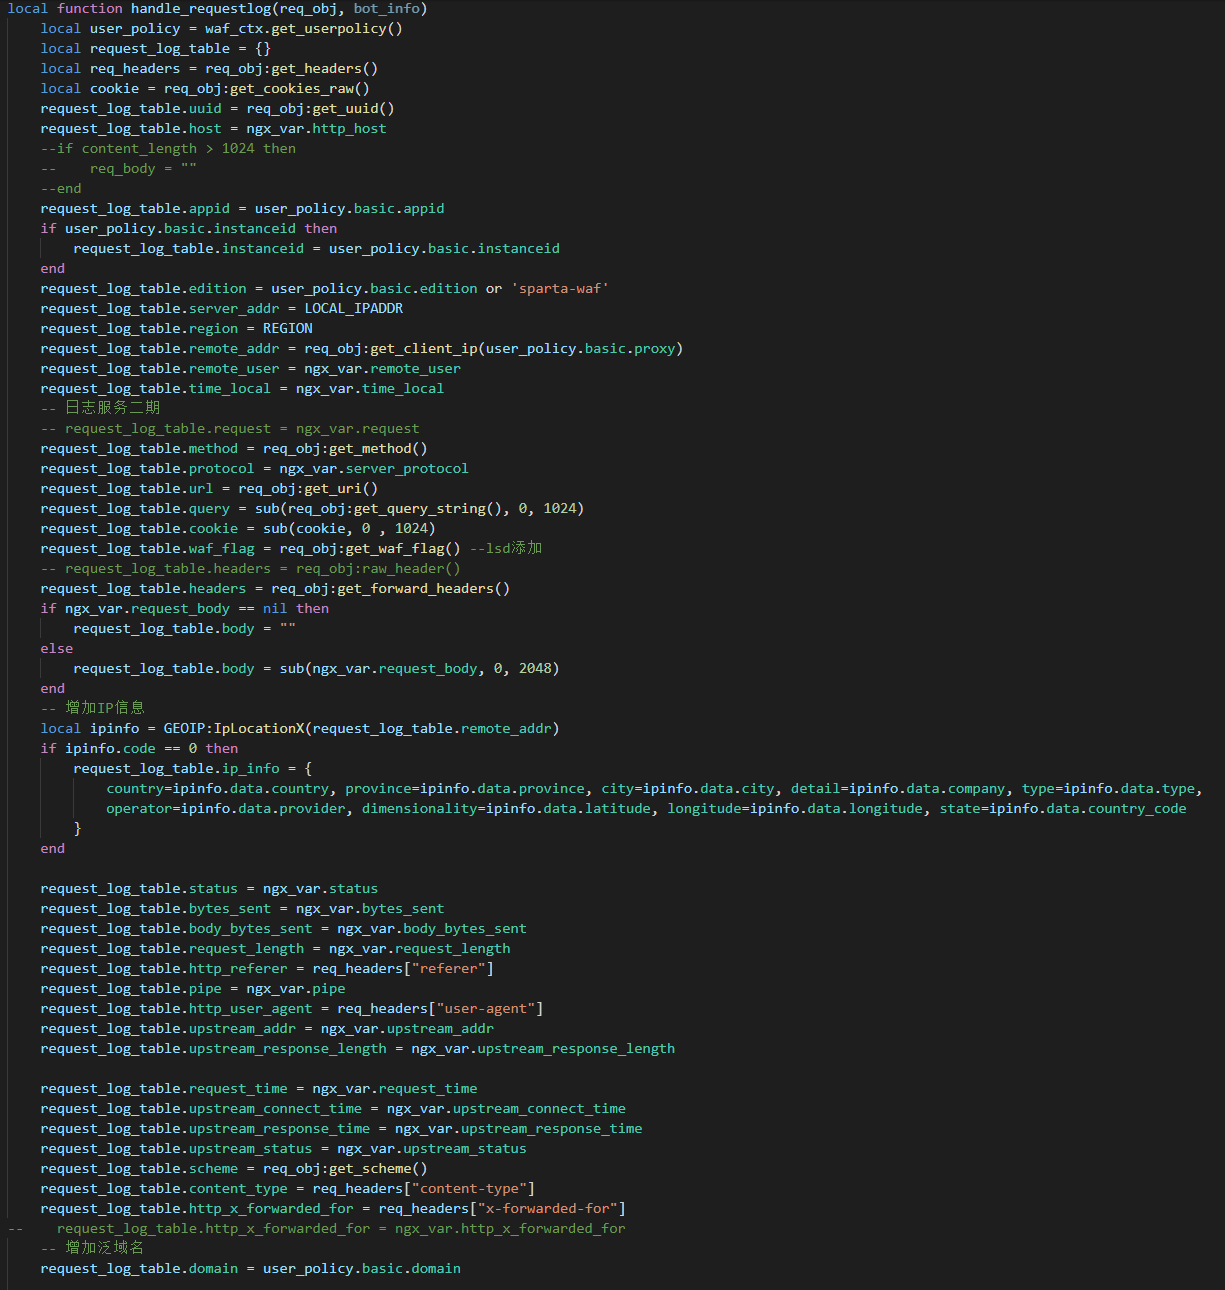 local function handle_requestlog(req_obj, bot_info)
local user_policy = waf_ctx.get_userpolicy()
local request_log_table = {}
local req_headers = req_obj:get_headers()
local cookie = req_obj:get_cookies_raw()
request_log_table.uuid = req_obj:get_uuid()
request_log_table.host = ngx_var.http_host
--if content_length > 1024 then
--    req_body = ""
--end
request_log_table.appid = user_policy.basic.appid
if user_policy.basic.instanceid then
request_log_table.instanceid = user_policy.basic.instanceid
end
request_log_table.edition = user_policy.basic.edition or 'sparta-waf'
request_log_table.server_addr = LOCAL_IPADDR
request_log_table.region = REGION
request_log_table.remote_addr = req_obj:get_client_ip(user_policy.basic.proxy)
request_log_table.remote_user = ngx_var.remote_user
request_log_table.time_local = ngx_var.time_local
-- 日志服务二期
-- request_log_table.request = ngx_var.request
request_log_table.method = req_obj:get_method()
request_log_table.protocol = ngx_var.server_protocol
request_log_table.url = req_obj:get_uri()
request_log_table.query = sub(req_obj:get_query_string(), 0, 1024)
request_log_table.cookie = sub(cookie, 0 , 1024)
request_log_table.waf_flag = req_obj:get_waf_flag() --lsd添加
-- request_log_table.headers = req_obj:raw_header()
request_log_table.headers = req_obj:get_forward_headers()
if ngx_var.request_body == nil then
request_log_table.body = ""
else
request_log_table.body = sub(ngx_var.request_body, 0, 2048)
end
-- 增加IP信息
local ipinfo = GEOIP:IpLocationX(request_log_table.remote_addr)
if ipinfo.code == 0 then
request_log_table.ip_info = {
country=ipinfo.data.country, province=ipinfo.data.province, city=ipinfo.data.city, detail=ipinfo.data.company, type=ipinfo.data.type,
operator=ipinfo.data.provider, dimensionality=ipinfo.data.latitude, longitude=ipinfo.data.longitude, state=ipinfo.data.country_code
}
end
request_log_table.status = ngx_var.status
request_log_table.bytes_sent = ngx_var.bytes_sent
request_log_table.body_bytes_sent = ngx_var.body_bytes_sent
request_log_table.request_length = ngx_var.request_length
request_log_table.http_referer = req_headers["referer"]
request_log_table.pipe = ngx_var.pipe
request_log_table.http_user_agent = req_headers["user-agent"]
request_log_table.upstream_addr = ngx_var.upstream_addr
request_log_table.upstream_response_length = ngx_var.upstream_response_length
request_log_table.request_time = ngx_var.request_time
request_log_table.upstream_connect_time = ngx_var.upstream_connect_time
request_log_table.upstream_response_time = ngx_var.upstream_response_time
request_log_table.upstream_status = ngx_var.upstream_status
request_log_table.scheme = req_obj:get_scheme()
request_log_table.content_type = req_headers["content-type"]
request_log_table.http_x_forwarded_for = req_headers["x-forwarded-for"]
--    request_log_table.http_x_forwarded_for = ngx_var.http_x_forwarded_for
-- 增加泛域名
request_log_table.domain = user_policy.basic.domain